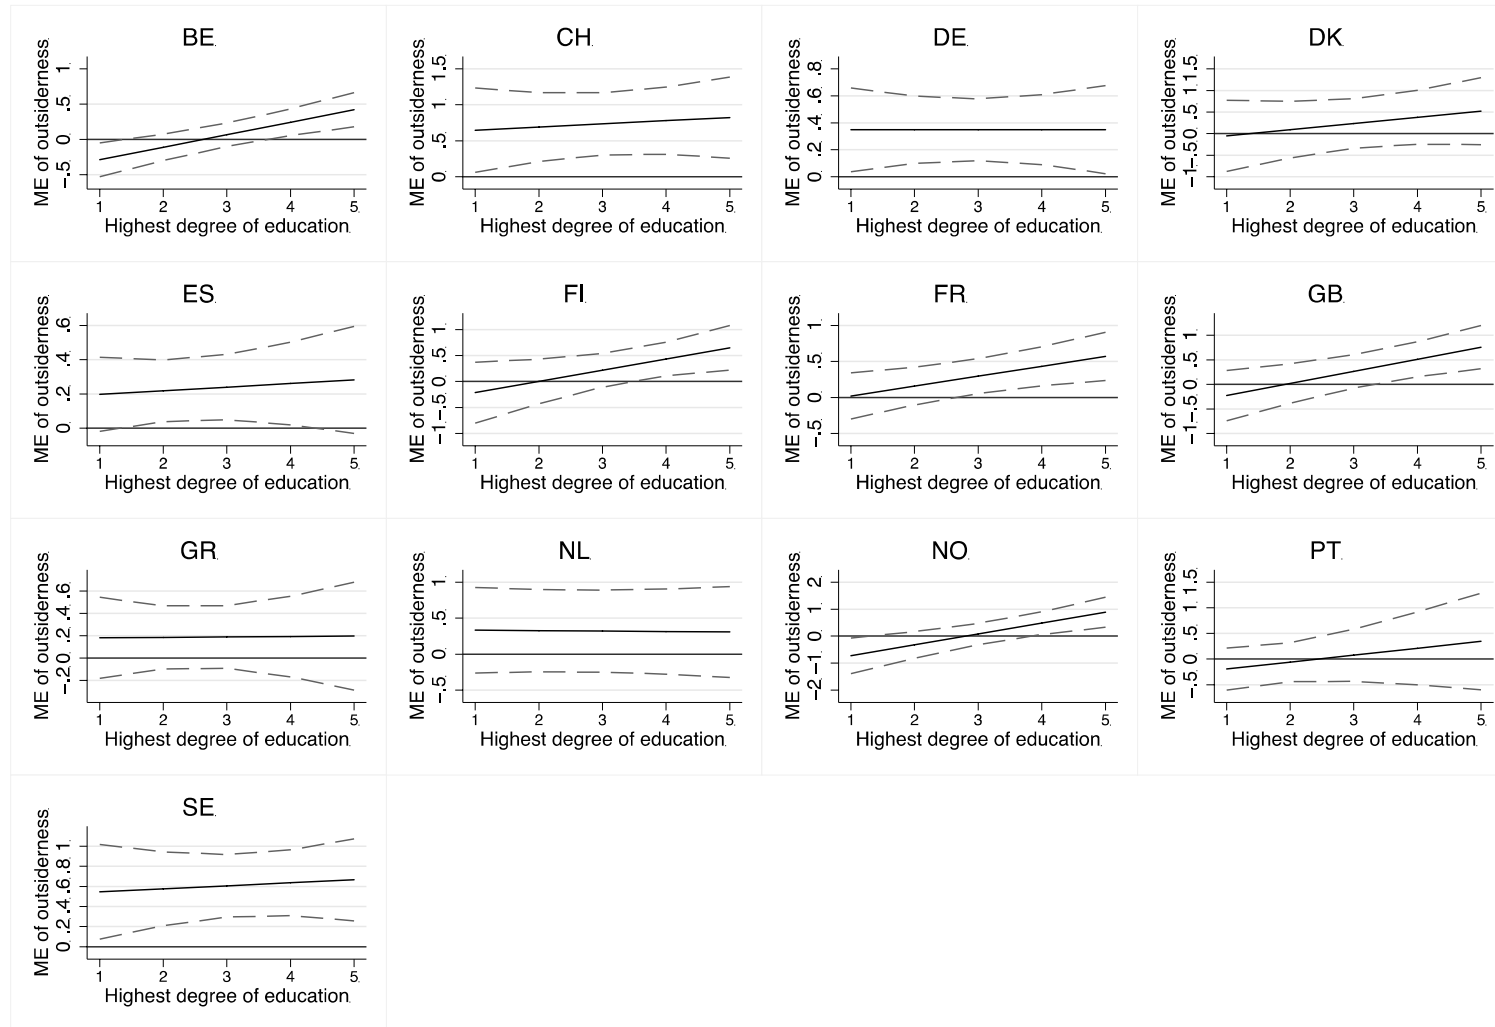 BE CH DE DK
ME of outsiderness -.5 0 .5 1
ME of outsiderness 0 .5 1 1.5
ME of outsiderness 0 .2 .4 .6 .8
ME of outsiderness -1 -.5 0 .5 1 1.5
1 2 3 4 5 1 2 3 4 5 1 2 3 4 5 1 2 3 4 5
Highest degree of education Highest degree of education Highest degree of education Highest degree of education
ES FI FR GB
ME of outsiderness 0 .2 .4 .6
ME of outsiderness -1 -.5 0 .5 1
ME of outsiderness -.5 0 .5 1
ME of outsiderness -1 -.5 0 .5 1
1 2 3 4 5 1 2 3 4 5 1 2 3 4 5 1 2 3 4 5
Highest degree of education Highest degree of education Highest degree of education Highest degree of education
GR NL NO PT
ME of outsiderness -.2 0 .2 .4 .6
ME of outsiderness -.5 0 .5 1
ME of outsiderness -2 -1 0 1 2
ME of outsiderness -.5 0 .5 1 1.5
1 2 3 4 5 1 2 3 4 5 1 2 3 4 5 1 2 3 4 5
Highest degree of education Highest degree of education Highest degree of education Highest degree of education
SE
ME of outsiderness 0 .2 .4 .6 .8 1
1 2 3 4 5
Highest degree of education